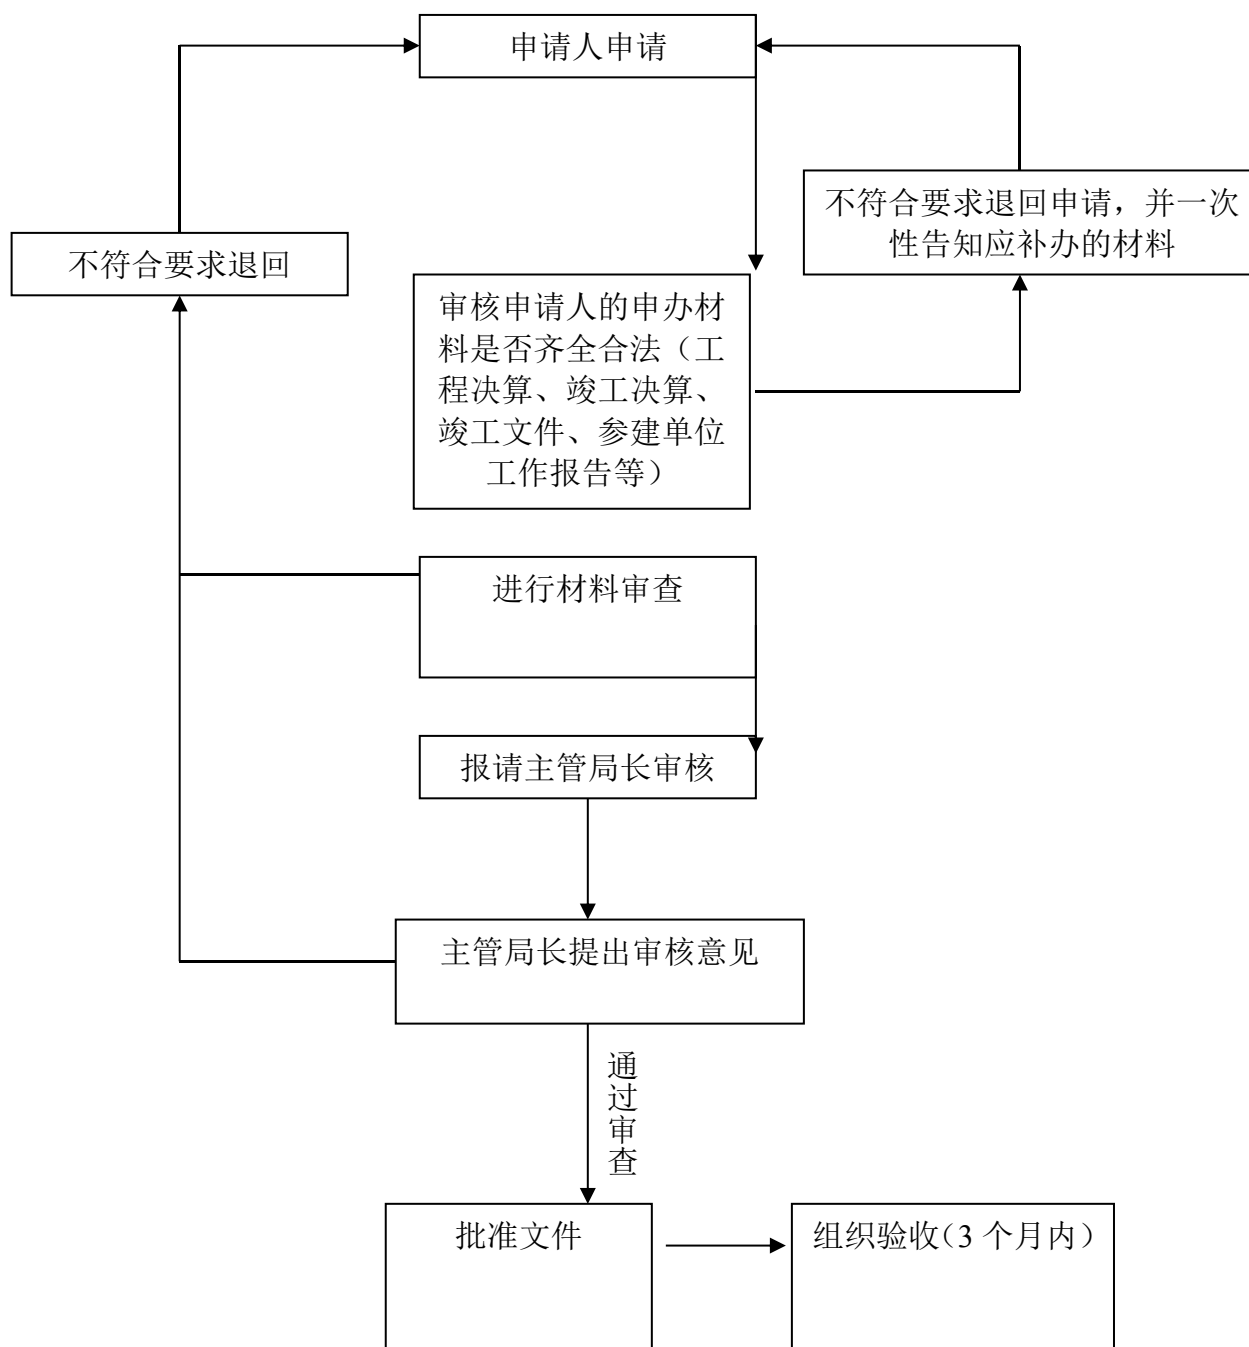 申请人申请
不符合要求退回申请，并一次
性告知应补办的材料
不符合要求退回
审核申请人的申办材
料是否齐全合法（工
程决算、竣工决算、
竣工文件、参建单位
工作报告等）
进行材料审查
报请主管局长审核
主管局长提出审核意见
通过审查
批准文件
组织验收（3 个月内）